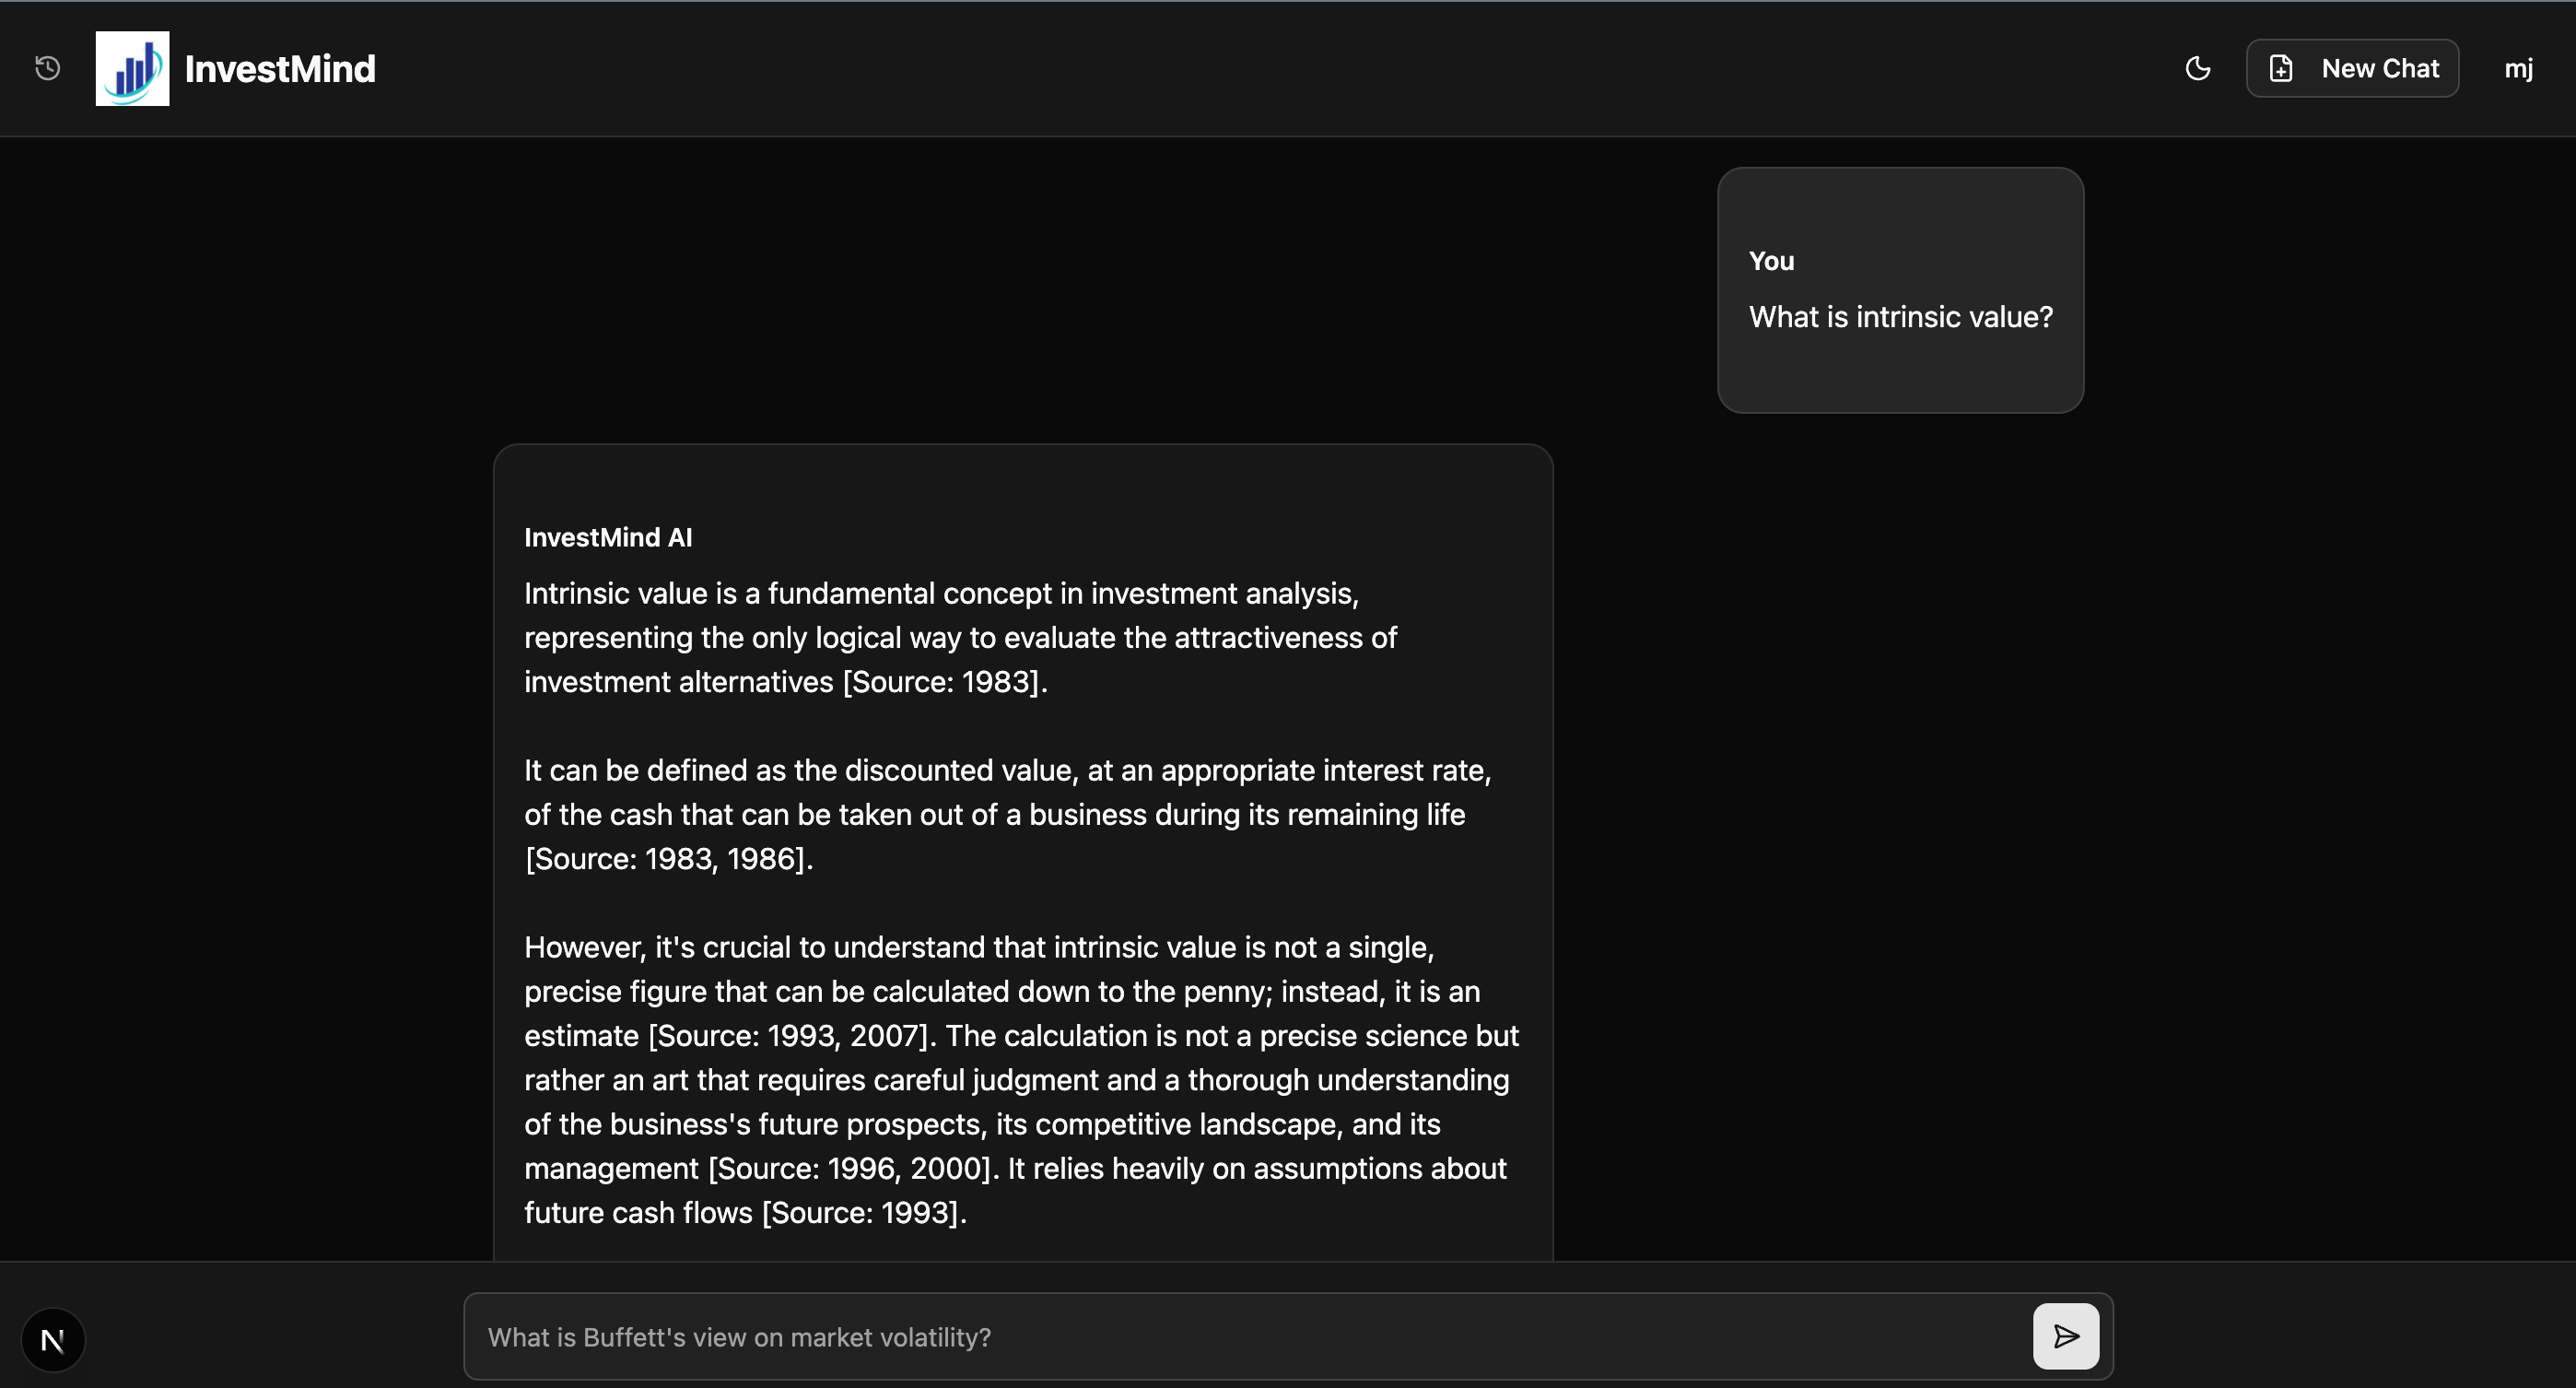 InvestMind
New Chat
mj
You
What is intrinsic value?
InvestMind AI
Intrinsic value is a fundamental concept in investment analysis,
representing the only logical way to evaluate the attractiveness of
investment alternatives [Source: 1983].
It can be defined as the discounted value, at an appropriate interest rate,
of the cash that can be taken out of a business during its remaining life
[Source: 1983, 1986].
However, it's crucial to understand that intrinsic value is not a single,
precise figure that can be calculated down to the penny; instead, it is an
estimate [Source: 1993, 2007]. The calculation is not a precise science but
rather an art that requires careful judgment and a thorough understanding
of the business's future prospects, its competitive landscape, and its
management [Source: 1996, 2000]. It relies heavily on assumptions about
future cash flows [Source: 1993].
N
What is Buffett's view on market volatility?